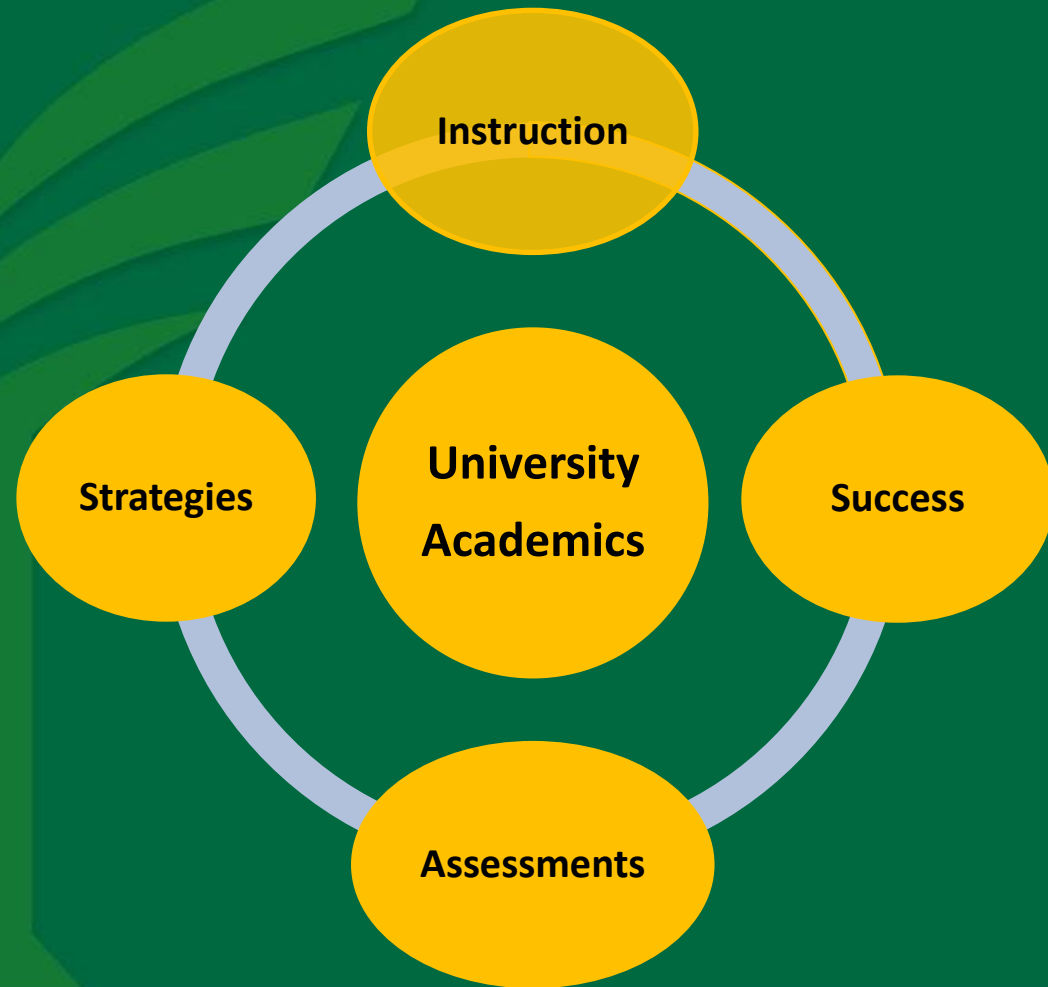 Instruction
Strategies
University
Academics
Success
Assessments